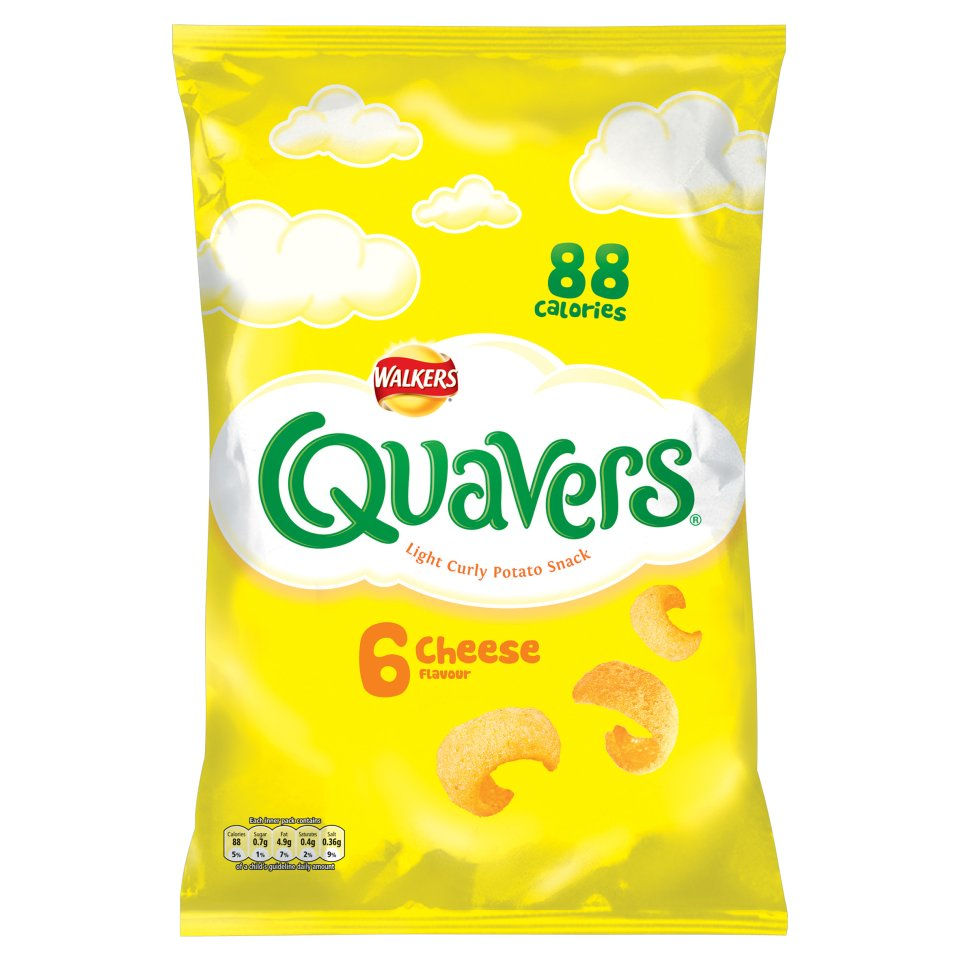 88
calories
WALKERS
Quavers®
Light Curly Potato Snack
6 Cheese
flavour
Each inner pack contains
Calories Sugar Fat Saturates Salt
88 0.7g 4.9g 0.4g 0.36g
5% 1% 7% 2% 9%
of a child's guideline daily amount